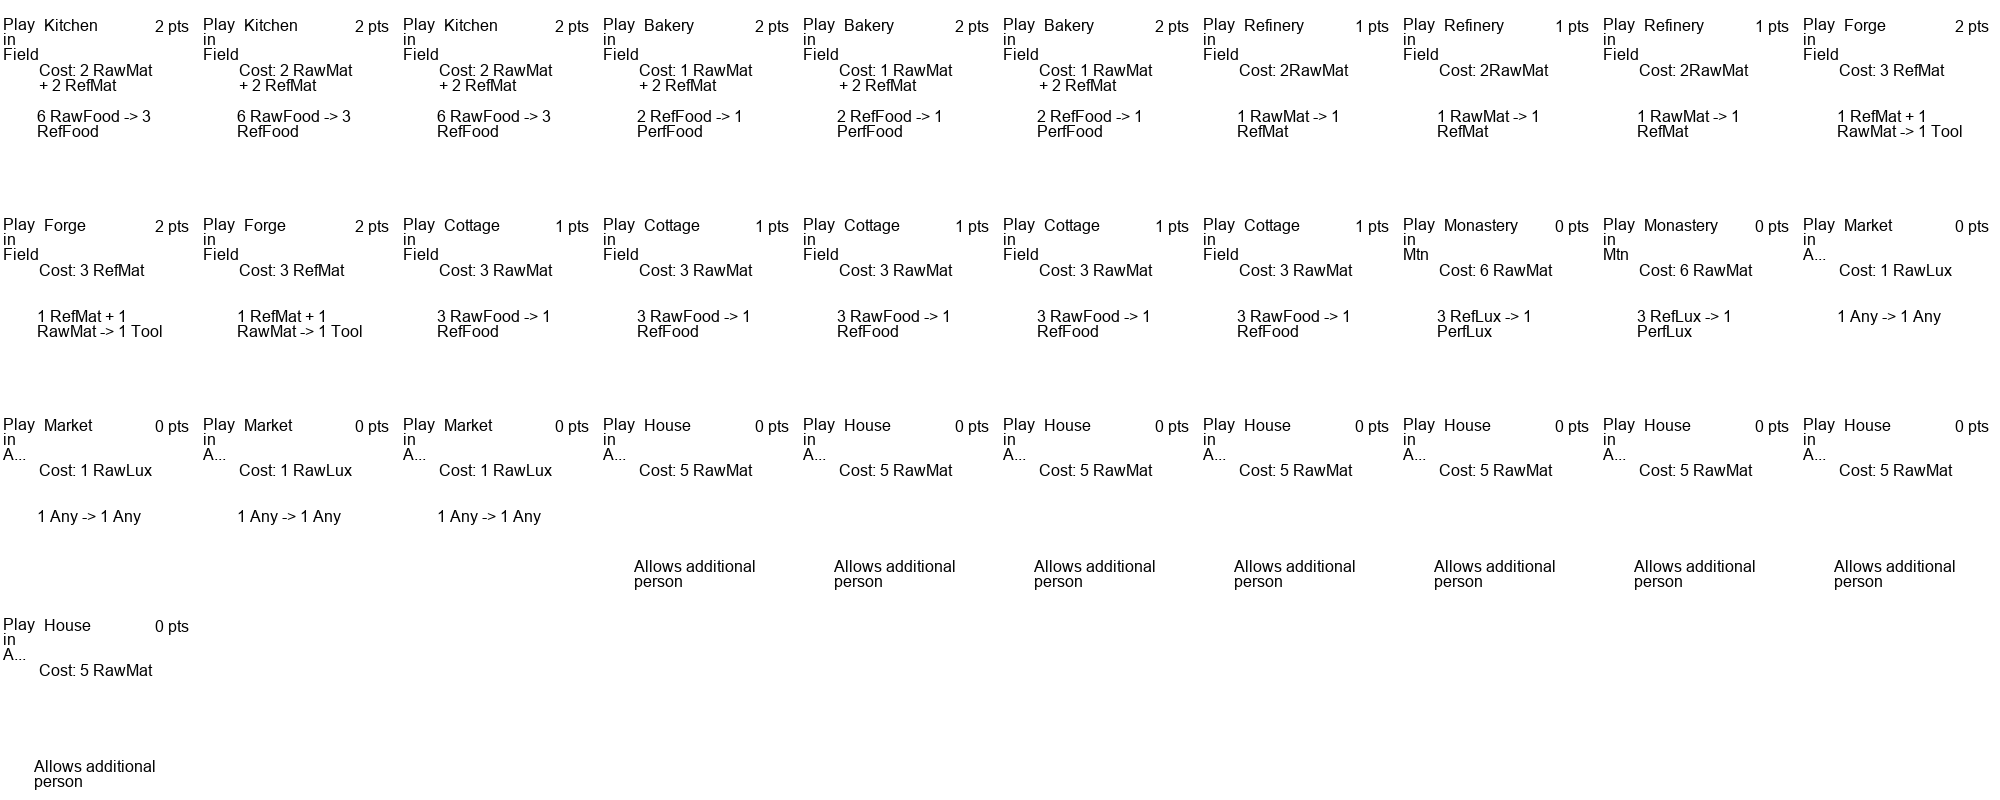 Play Kitchen 2 pts
in
Field
Cost: 2 RawMat
+ 2 RefMat
6 RawFood -> 3
RefFood
Play Kitchen 2 pts
in
Field
Cost: 2 RawMat
+ 2 RefMat
6 RawFood -> 3
RefFood
Play Kitchen 2 pts
in
Field
Cost: 2 RawMat
+ 2 RefMat
6 RawFood -> 3
RefFood
Play Bakery 2 pts
in
Field
Cost: 1 RawMat
+ 2 RefMat
2 RefFood -> 1
PerfFood
Play Bakery 2 pts
in
Field
Cost: 1 RawMat
+ 2 RefMat
2 RefFood -> 1
PerfFood
Play Bakery 2 pts
in
Field
Cost: 1 RawMat
+ 2 RefMat
2 RefFood -> 1
PerfFood
Play Refinery 1 pts
in
Field
Cost: 2RawMat
1 RawMat -> 1
RefMat
Play Refinery 1 pts
in
Field
Cost: 2RawMat
1 RawMat -> 1
RefMat
Play Refinery 1 pts
in
Field
Cost: 2RawMat
1 RawMat -> 1
RefMat
Play Forge 2 pts
in
Field
Cost: 3 RefMat
1 RefMat + 1
RawMat -> 1 Tool
Play Forge 2 pts
in
Field
Cost: 3 RefMat
1 RefMat + 1
RawMat -> 1 Tool
Play Forge 2 pts
in
Field
Cost: 3 RefMat
1 RefMat + 1
RawMat -> 1 Tool
Play Cottage 1 pts
in
Field
Cost: 3 RawMat
3 RawFood -> 1
RefFood
Play Cottage 1 pts
in
Field
Cost: 3 RawMat
3 RawFood -> 1
RefFood
Play Cottage 1 pts
in
Field
Cost: 3 RawMat
3 RawFood -> 1
RefFood
Play Cottage 1 pts
in
Field
Cost: 3 RawMat
3 RawFood -> 1
RefFood
Play Cottage 1 pts
in
Field
Cost: 3 RawMat
3 RawFood -> 1
RefFood
Play Monastery 0 pts
in
Mtn
Cost: 6 RawMat
3 RefLux -> 1
PerfLux
Play Monastery 0 pts
in
Mtn
Cost: 6 RawMat
3 RefLux -> 1
PerfLux
Play Market 0 pts
in
A...
Cost: 1 RawLux
1 Any -> 1 Any
Play Market 0 pts
in
A...
Cost: 1 RawLux
1 Any -> 1 Any
Play Market 0 pts
in
A...
Cost: 1 RawLux
1 Any -> 1 Any
Play Market 0 pts
in
A...
Cost: 1 RawLux
1 Any -> 1 Any
Play House 0 pts
in
A...
Cost: 5 RawMat
Allows additional
person
Play House 0 pts
in
A...
Cost: 5 RawMat
Allows additional
person
Play House 0 pts
in
A...
Cost: 5 RawMat
Allows additional
person
Play House 0 pts
in
A...
Cost: 5 RawMat
Allows additional
person
Play House 0 pts
in
A...
Cost: 5 RawMat
Allows additional
person
Play House 0 pts
in
A...
Cost: 5 RawMat
Allows additional
person
Play House 0 pts
in
A...
Cost: 5 RawMat
Allows additional
person
Play House 0 pts
in
A...
Cost: 5 RawMat
Allows additional
person